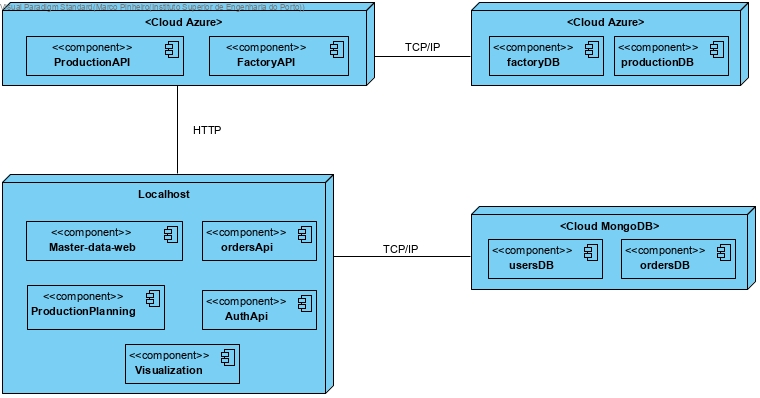 Visual Paradigm Standard(Marco Pinheiro(Instituto Superior de Engenharia do Porto))
<Cloud Azure>
<<component>>
ProductionAPI
<<component>>
FactoryAPI
TCP/IP
<Cloud Azure>
<<component>>
factoryDB
<<component>>
productionDB
HTTP
Localhost
<<component>>
Master-data-web
<<component>>
ordersApi
<<component>>
ProductionPlanning
<<component>>
AuthApi
<<component>>
Visualization
TCP/IP
<Cloud MongoDB>
<<component>>
usersDB
<<component>>
ordersDB